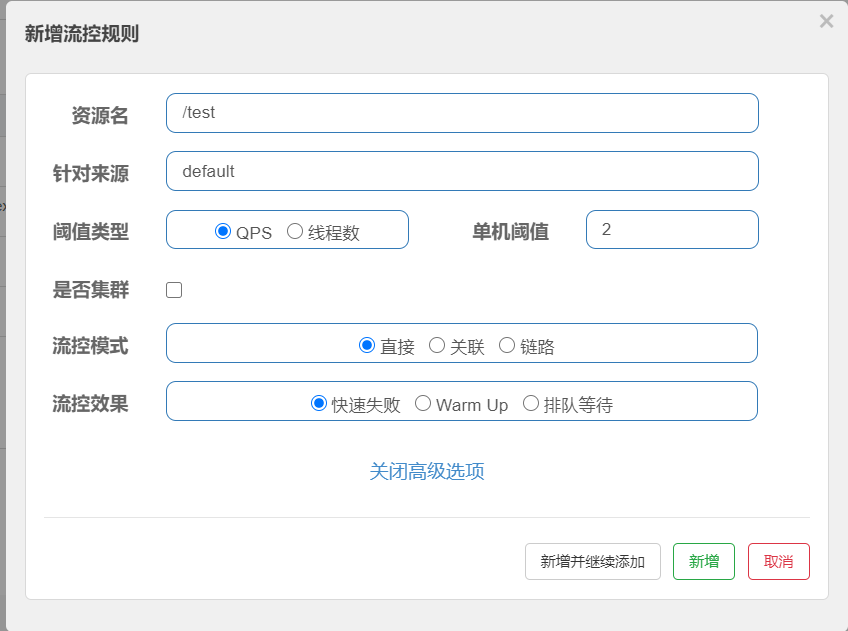 新增流控规则 ×
资源名 /test
针对来源 default
阈值类型 QPS 线程数 单机阈值 2
是否集群
流控模式 直接 关联 链路
流控效果 快速失败 Warm Up 排队等待
关闭高级选项
新增并继续添加 新增 取消